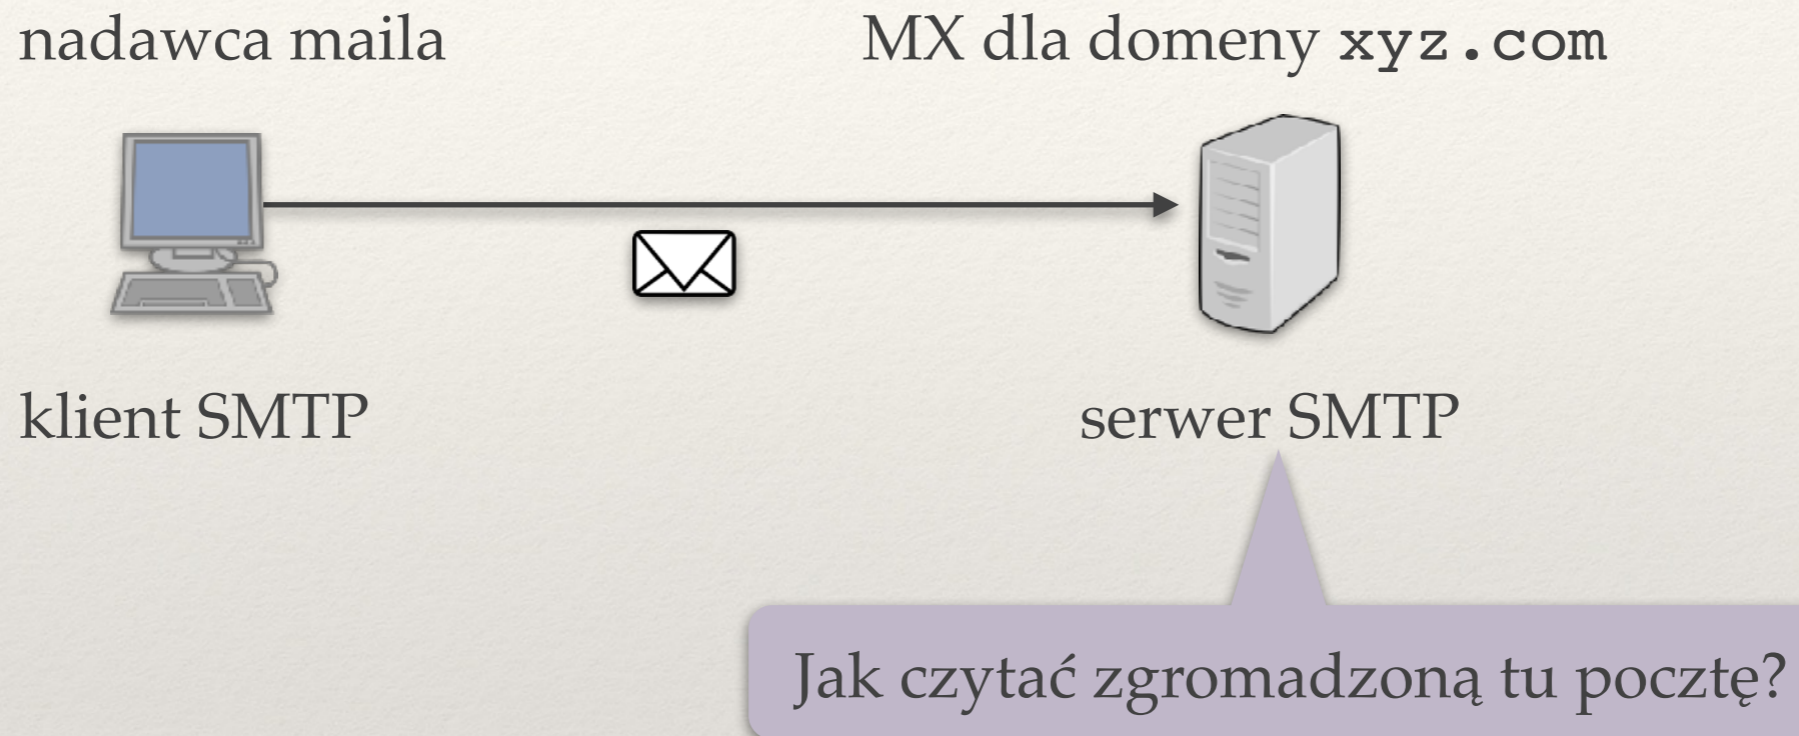 nadawca maila
MX dla domeny xyz.com
klient SMTP
serwer SMTP
Jak czytać zgromadzoną tu pocztę?